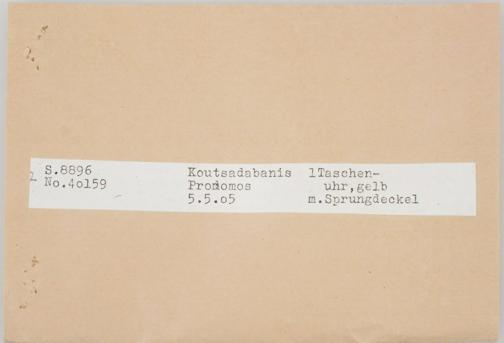 S.8896 Koutsadabanis 1Taschen-
No.40159 Prodomos uhr,gelb
5.5.05 m.Sprungdeckel